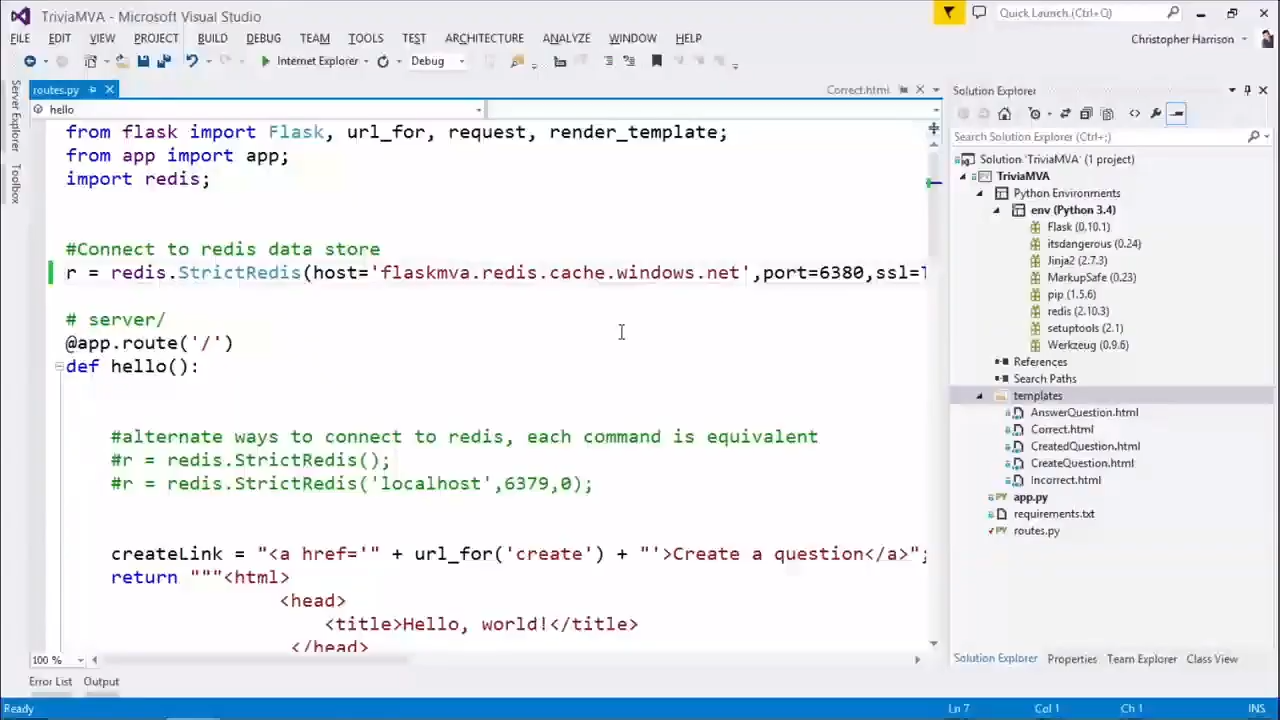 TriviaMVA - Microsoft Visual Studio
Quick Launch (Ctrl+Q)
FILE EDIT VIEW PROJECT BUILD DEBUG TEAM TOOLS TEST ARCHITECTURE ANALYZE WINDOW HELP
Christopher Harrison
Internet Explorer
Debug
Server Explorer
Toolbox
routes.py
Correct.html
hello
from flask import Flask, url_for, request, render_template;
from app import app;
import redis;
#Connect to redis data store
r = redis.StrictRedis(host='flaskmva.redis.cache.windows.net',port=6380,ssl=
# server/
@app.route('/')
def hello():
#alternate ways to connect to redis, each command is equivalent
#r = redis.StrictRedis();
#r = redis.StrictRedis('localhost',6379,0);
createLink = "<a href='" + url_for('create') + "'>Create a question</a>";
return """<html>
<head>
<title>Hello, world!</title>
</head>
100 %
Solution Explorer
Search Solution Explorer (Ctrl+;)
Solution 'TriviaMVA' (1 project)
TriviaMVA
Python Environments
env (Python 3.4)
Flask (0.10.1)
itsdangerous (0.24)
Jinja2 (2.7.3)
MarkupSafe (0.23)
pip (1.5.6)
redis (2.10.3)
setuptools (2.1)
Werkzeug (0.9.6)
References
Search Paths
templates
AnswerQuestion.html
Correct.html
CreatedQuestion.html
CreateQuestion.html
Incorrect.html
app.py
requirements.txt
routes.py
Solution Explorer Properties Team Explorer Class View
Error List Output
Ready
Ln 7 Col 1 Ch 1 INS